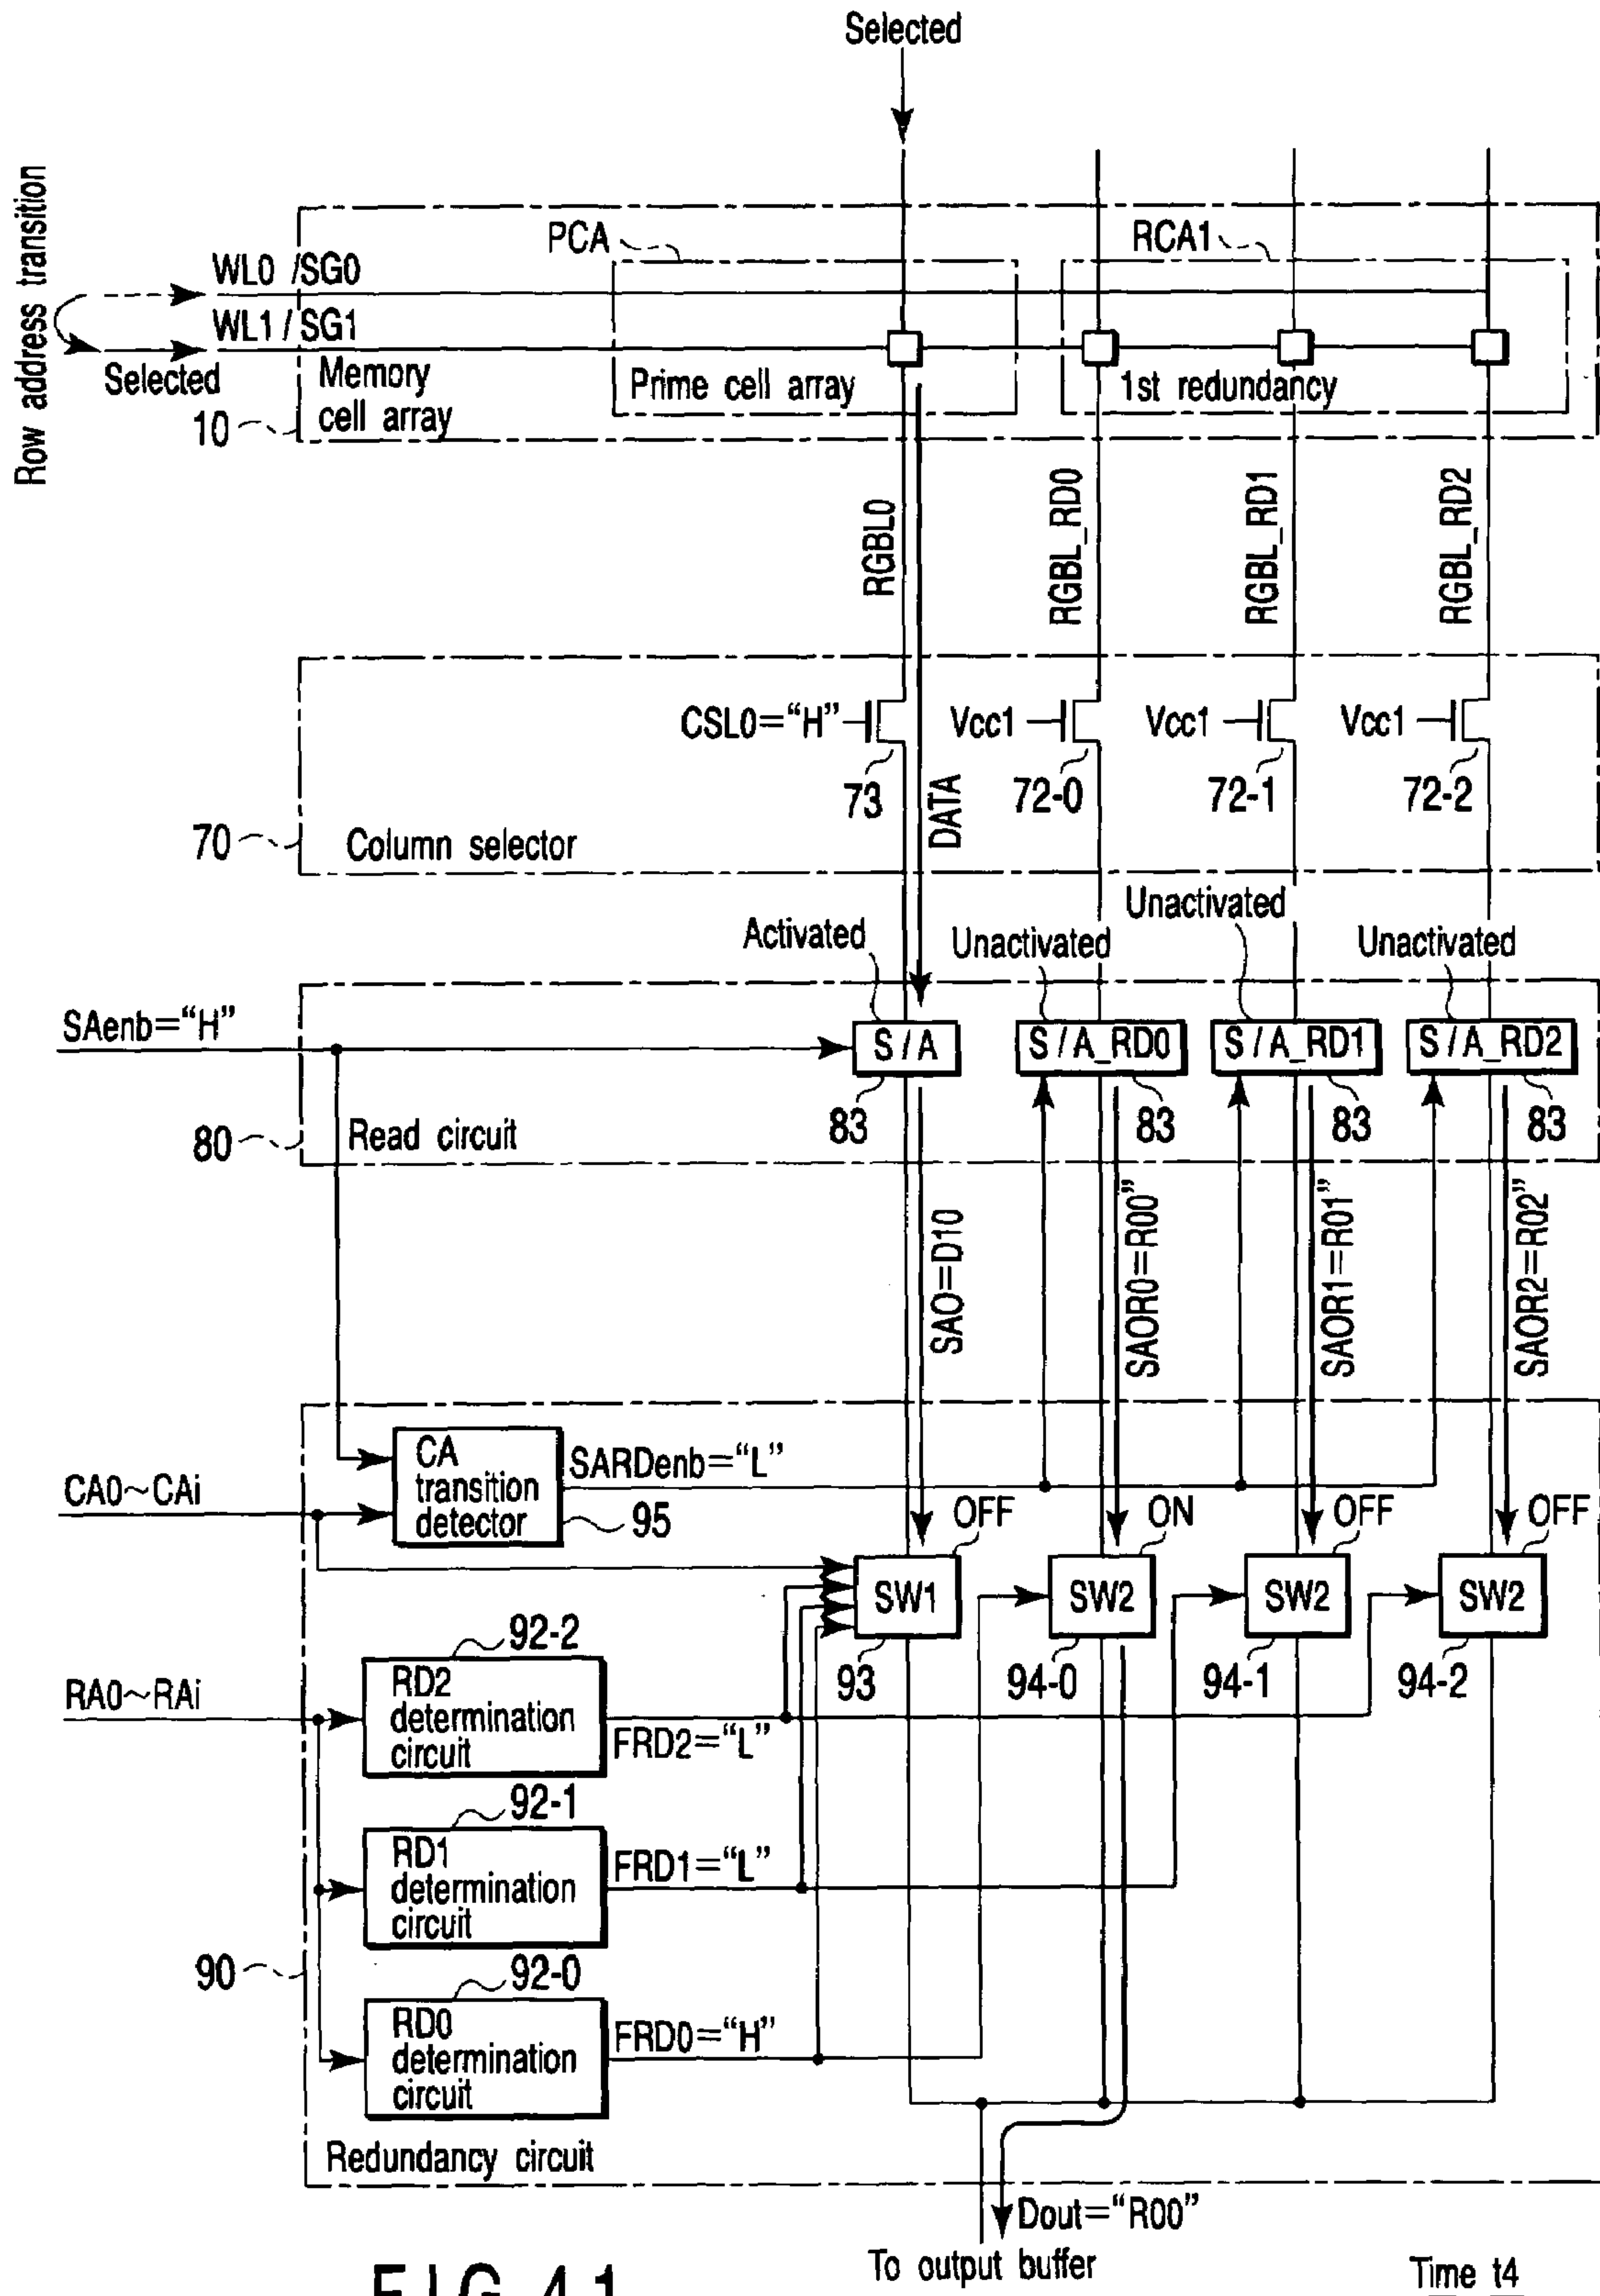 Selected
Row address transition
PCA
RCA1
WL0 /SG0
WL1 / SG1
Selected
Memory
cell array
Prime cell array
1st redundancy
10
RGBL0
RGBL_RD0
RGBL_RD1
RGBL_RD2
CSL0="H"
Vcc1
Vcc1
Vcc1
73
72-0
72-1
72-2
DATA
70
Column selector
Activated
Unactivated
Unactivated
Unactivated
SAenb="H"
S / A
S / A_RD0
S / A_RD1
S / A_RD2
83
83
83
83
80
Read circuit
SAO=D10
SAOR0=R00"
SAOR1=R01"
SAOR2=R02"
CA
transition
detector
SARDenb="L"
CA0~CAi
95
OFF
ON
OFF
OFF
SW1
SW2
SW2
SW2
93
94-0
94-1
94-2
92-2
RA0~RAi
RD2
determination
circuit
FRD2="L"
92-1
RD1
determination
circuit
FRD1="L"
90
92-0
RD0
determination
circuit
FRD0="H"
Redundancy circuit
Dout="R00"
To output buffer
FIG. 41
Time t4